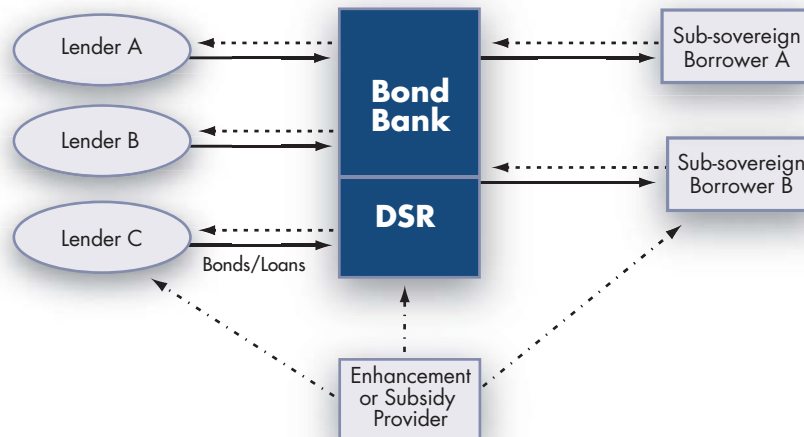 Lender A
Bond
Bank
Sub-sovereign
Borrower A
Lender B
Sub-sovereign
Borrower B
Lender C
DSR
Bonds/Loans
Enhancement
or Subsidy
Provider